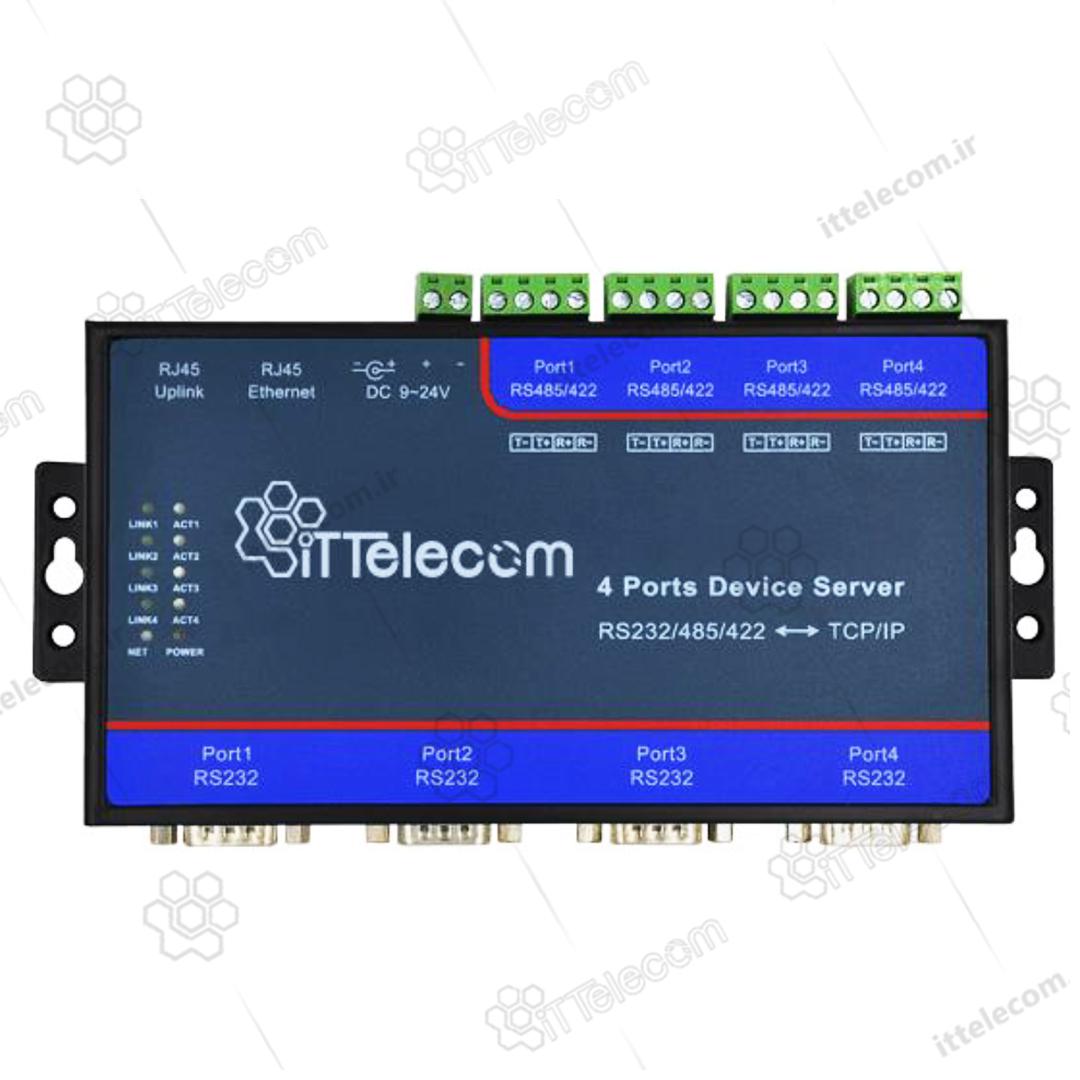 iTTelecom
ittelecom.ir
iTTelecom
RJ45 Uplink
RJ45 Ethernet
- + + -
DC 9~24V
Port1 RS485/422
Port2 RS485/422
Port3 RS485/422
Port4 RS485/422
T- T+ R+ R-
T- T+ R+ R-
T- T+ R+ R-
T- T+ R+ R-
LINK1 ACT1
LINK2 ACT2
LINK3 ACT3
LINK4 ACT4
NET POWER
iTTelecom
4 Ports Device Server
RS232/485/422 ⟷ TCP/IP
Port1 RS232
Port2 RS232
Port3 RS232
Port4 RS232
iTTelecom
iTTelecom
ittelecom.